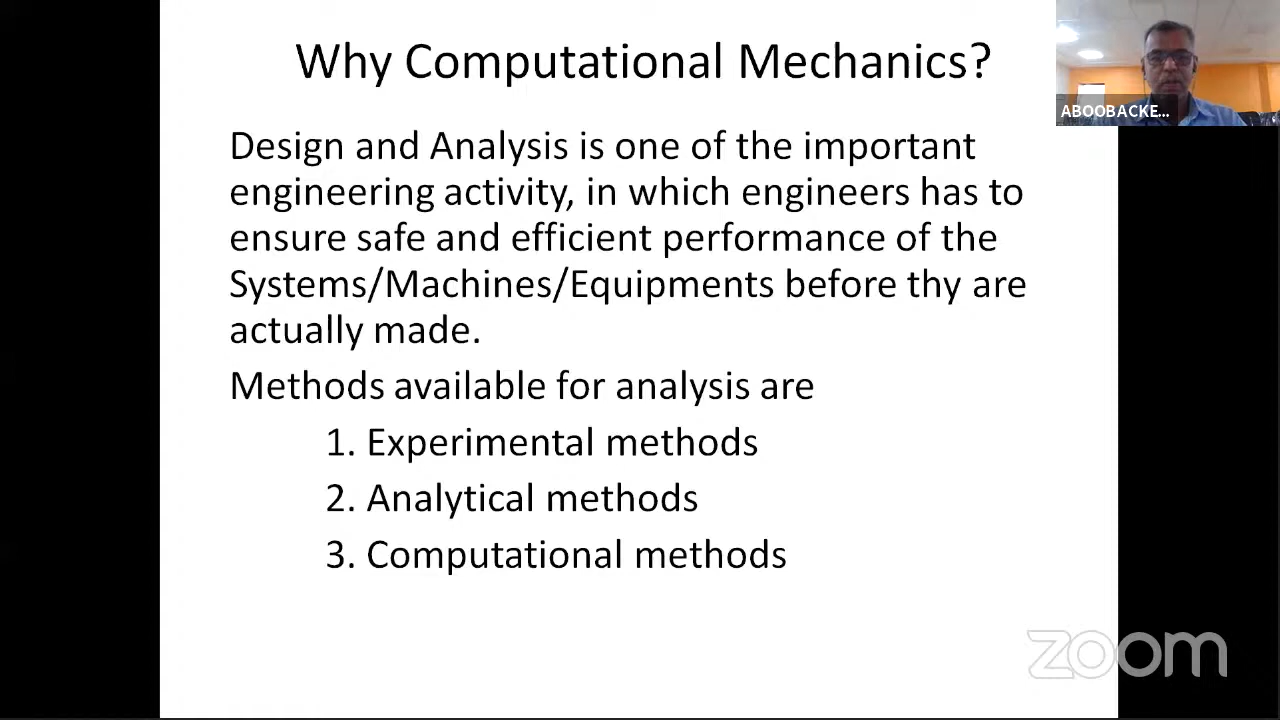 Why Computational Mechanics?
ABOOBACKE...
Design and Analysis is one of the important
engineering activity, in which engineers has to
ensure safe and efficient performance of the
Systems/Machines/Equipments before thy are
actually made.
Methods available for analysis are
1. Experimental methods
2. Analytical methods
3. Computational methods
zoom